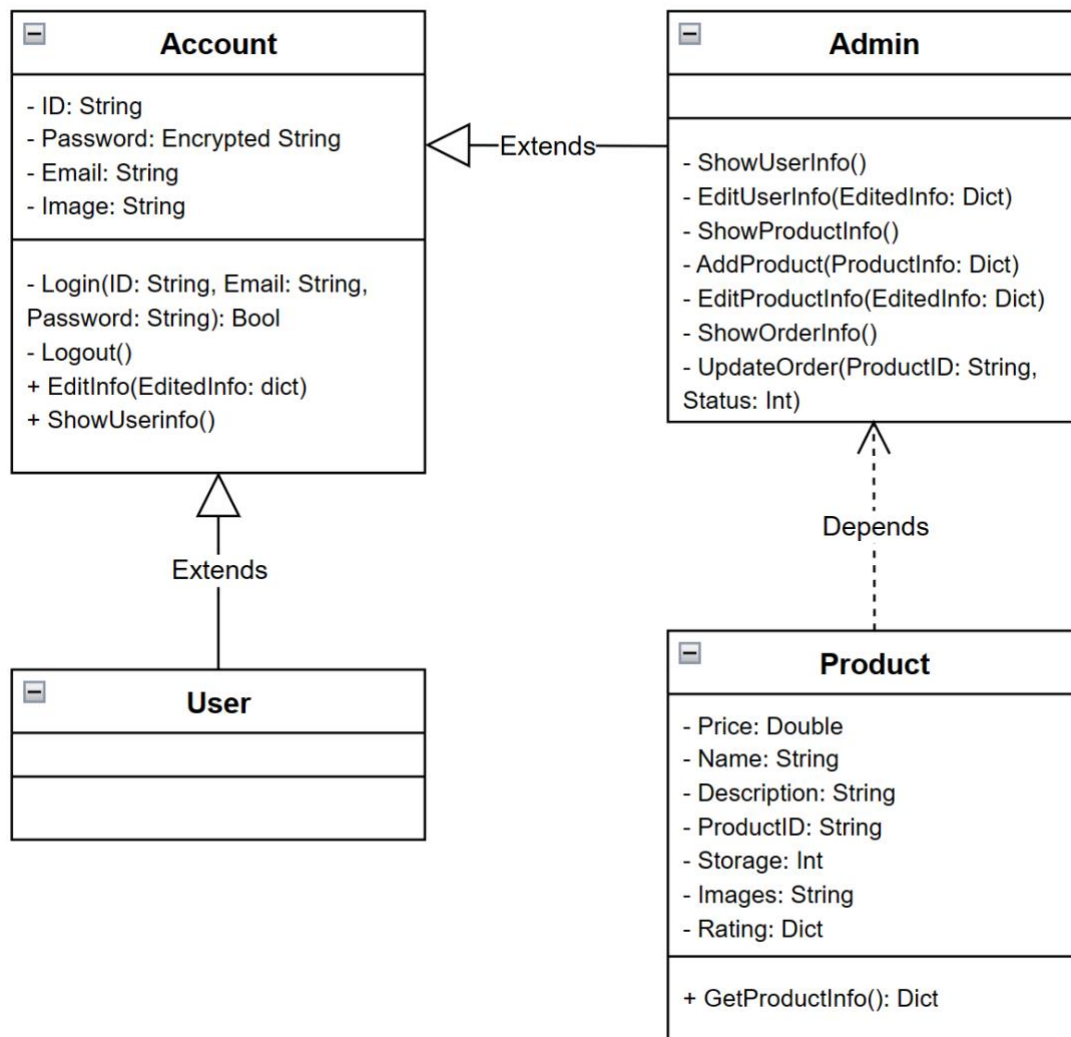 Account
- ID: String
- Password: Encrypted String
- Email: String
- Image: String
- Login(ID: String, Email: String,
Password: String): Bool
- Logout()
+ EditInfo(EditedInfo: dict)
+ ShowUserinfo()
Extends
Admin
- ShowUserInfo()
- EditUserInfo(EditedInfo: Dict)
- ShowProductInfo()
- AddProduct(ProductInfo: Dict)
- EditProductInfo(EditedInfo: Dict)
- ShowOrderInfo()
- UpdateOrder(ProductID: String,
Status: Int)
Extends
Depends
User
Product
- Price: Double
- Name: String
- Description: String
- ProductID: String
- Storage: Int
- Images: String
- Rating: Dict
+ GetProductInfo(): Dict